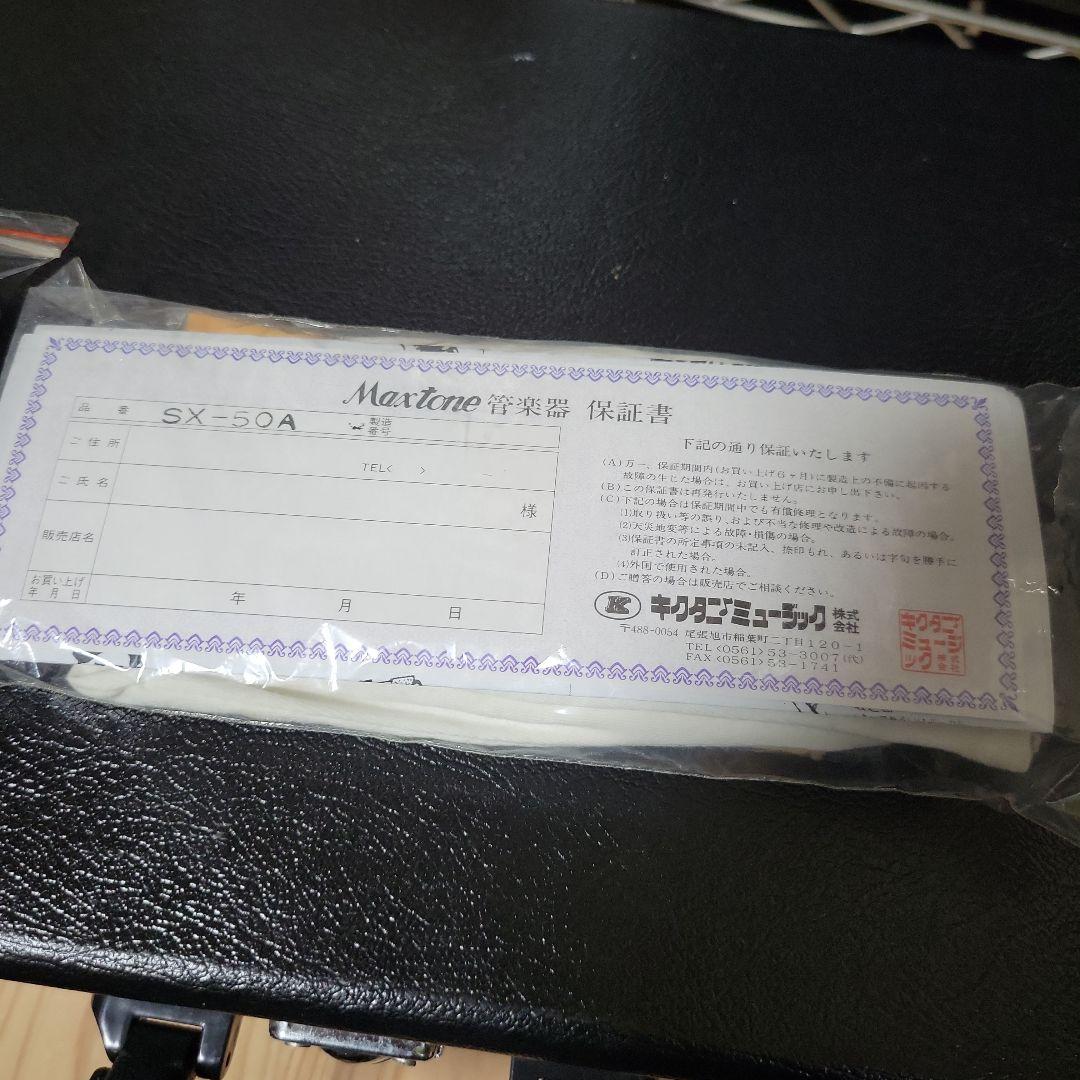 Maxtone 管楽器 保証書
品 番 SX-50A 製造番号
ご住所
TEL< > －
ご氏名
様
販売店名
お買い上げ 年 月 日
年 月 日
下記の通り保証いたします
(A)万一、保証期間内(お買い上げ6ヶ月)に製造上の不備に起因する
故障の生じた場合は、お買い上げ店にお申し出下さい。
(B)この保証書は再発行いたしません。
(C)下記の場合は保証期間中でも有償修理となります。
(1)取り扱い等の誤り、および不当な修理や改造による故障の場合。
(2)天災地変等による故障・損傷の場合。
(3)保証書の所定事項の未記入、捺印もれ、あるいは字句を勝手に
訂正された場合。
(4)外国で使用された場合。
(D)ご贈答の場合は販売店でご相談ください。
K キクタニミュージック 株式会社
〒488-0054 尾張旭市稲葉町二丁目120-1
TEL<0561>53-3007(代)
FAX<0561>53-1741
キクタニミュージック